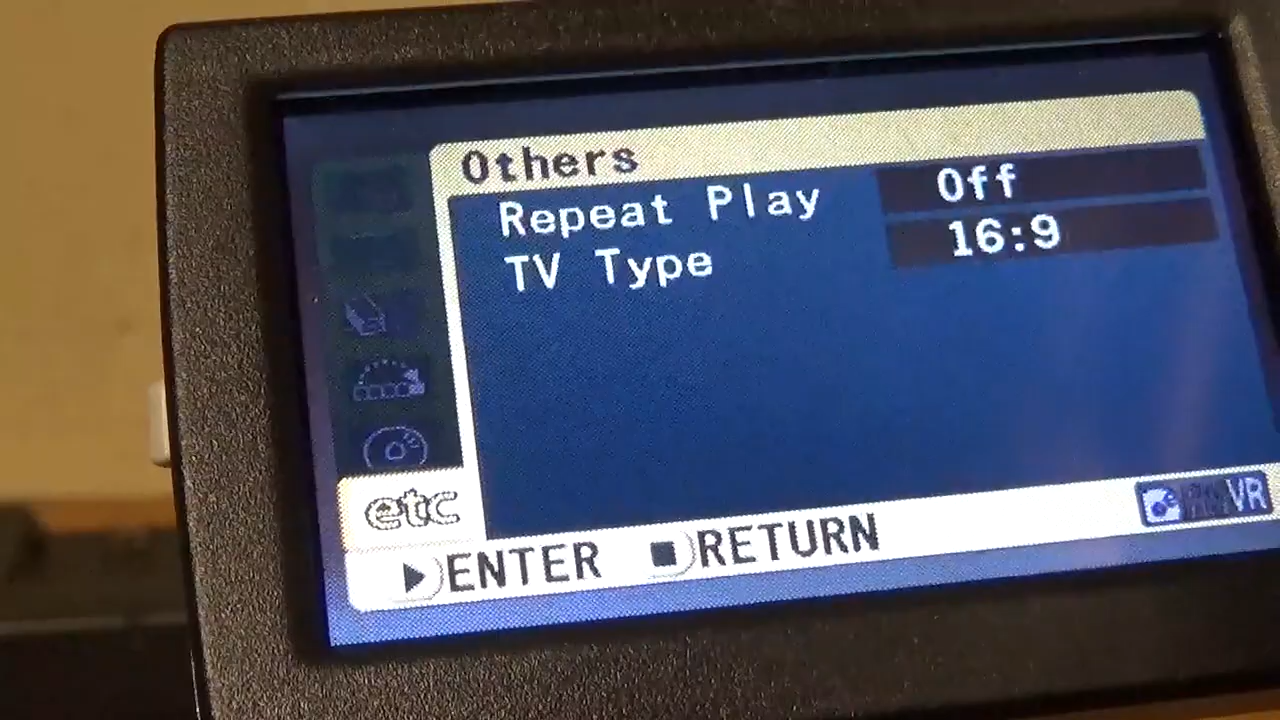 Others
Repeat Play Off
TV Type 16:9
etc
ENTER RETURN
VR